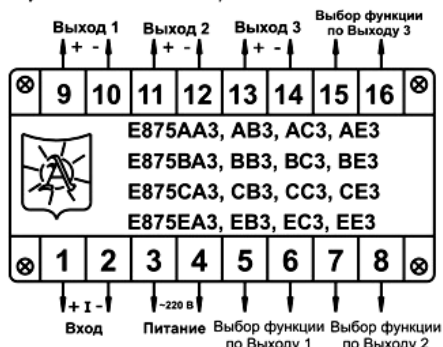 Выход 1 Выход 2 Выход 3 Выбор функции
по Выходу 3
+ - + - + -
9 10 11 12 13 14 15 16
E875AA3, AB3, AC3, AE3
E875BA3, BB3, BC3, BE3
E875CA3, CB3, CC3, CE3
E875EA3, EB3, EC3, EE3
1 2 3 4 5 6 7 8
+ I - ~220 В
Вход Питание Выбор функции Выбор функции
по Выходу 1 по Выходу 2